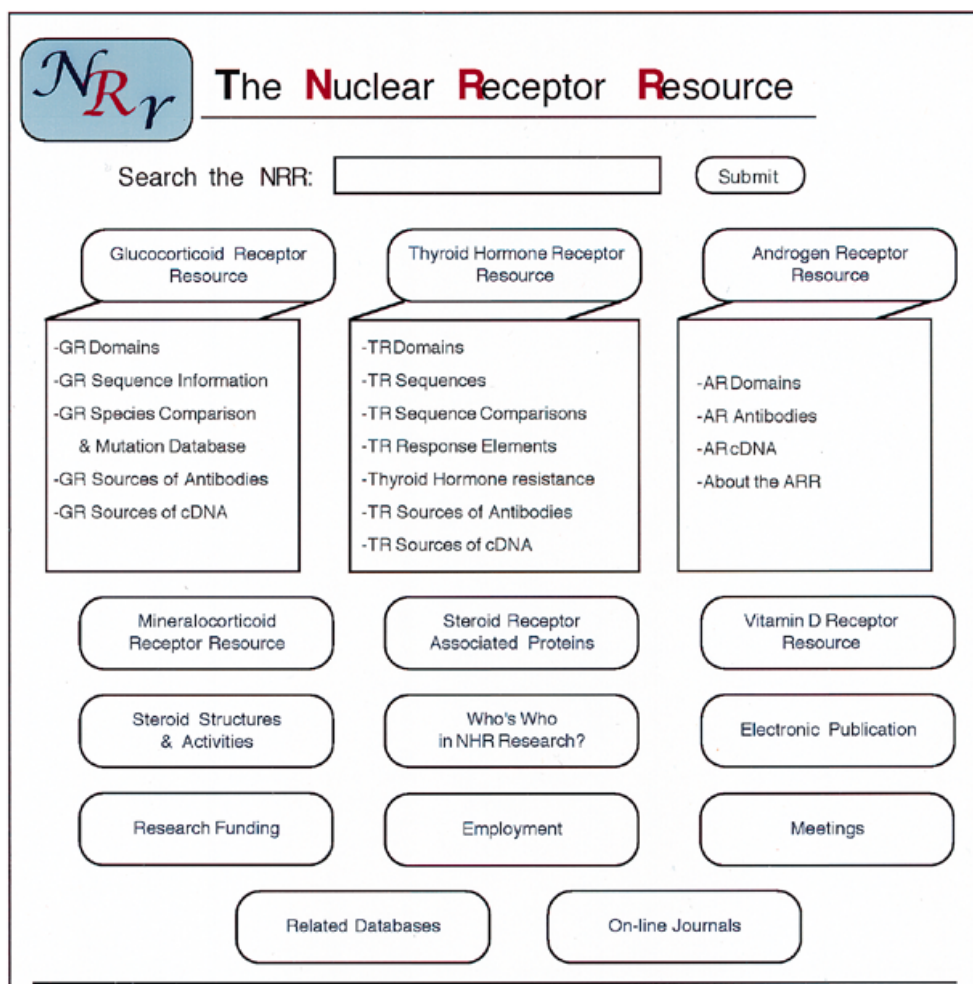 NRr
The Nuclear Receptor Resource
Search the NRR:
Submit
Glucocorticoid Receptor
Resource
-GR Domains
-GR Sequence Information
-GR Species Comparison
& Mutation Database
-GR Sources of Antibodies
-GR Sources of cDNA
Thyroid Hormone Receptor
Resource
-TR Domains
-TR Sequences
-TR Sequence Comparisons
-TR Response Elements
-Thyroid Hormone resistance
-TR Sources of Antibodies
-TR Sources of cDNA
Androgen Receptor
Resource
-AR Domains
-AR Antibodies
-AR cDNA
-About the ARR
Mineralocorticoid
Receptor Resource
Steroid Receptor
Associated Proteins
Vitamin D Receptor
Resource
Steroid Structures
& Activities
Who's Who
in NHR Research?
Electronic Publication
Research Funding
Employment
Meetings
Related Databases
On-line Journals